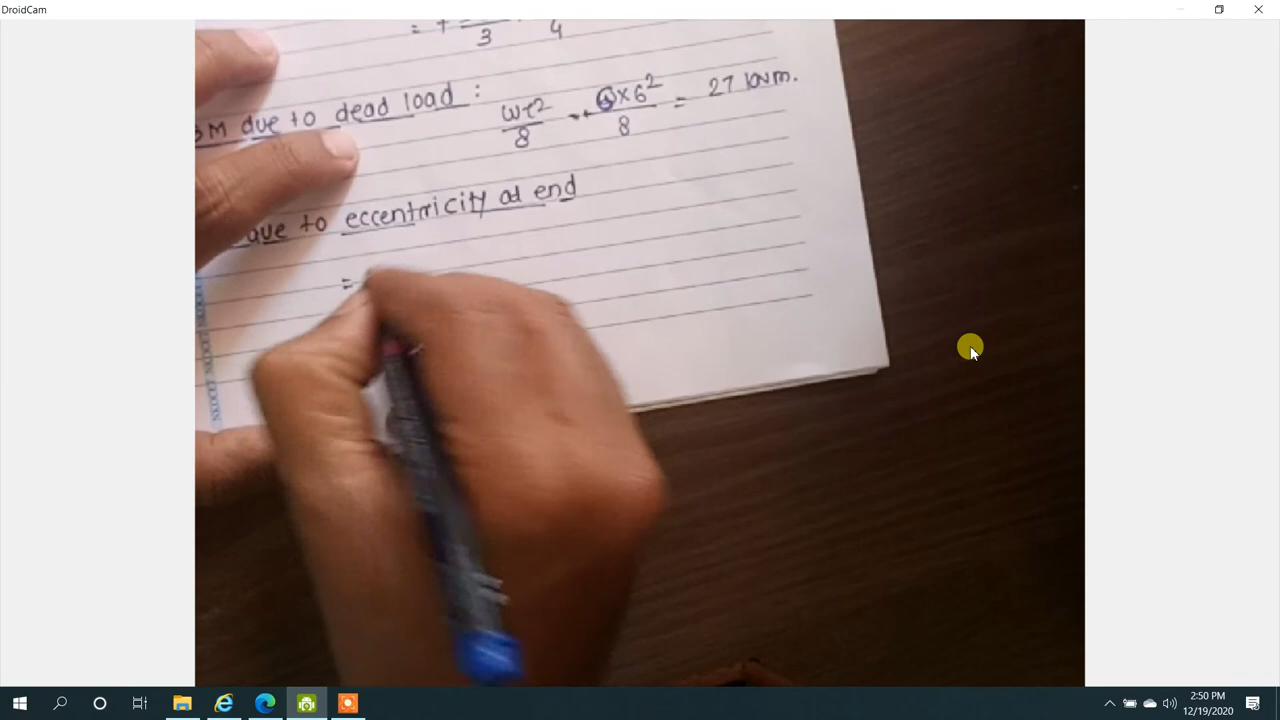 DroidCam
= + 3 4
BM due to dead load :
wl²/8 = 6×6²/8 = 27 kNm.
due to eccentricity at end
=
2:50 PM
12/19/2020